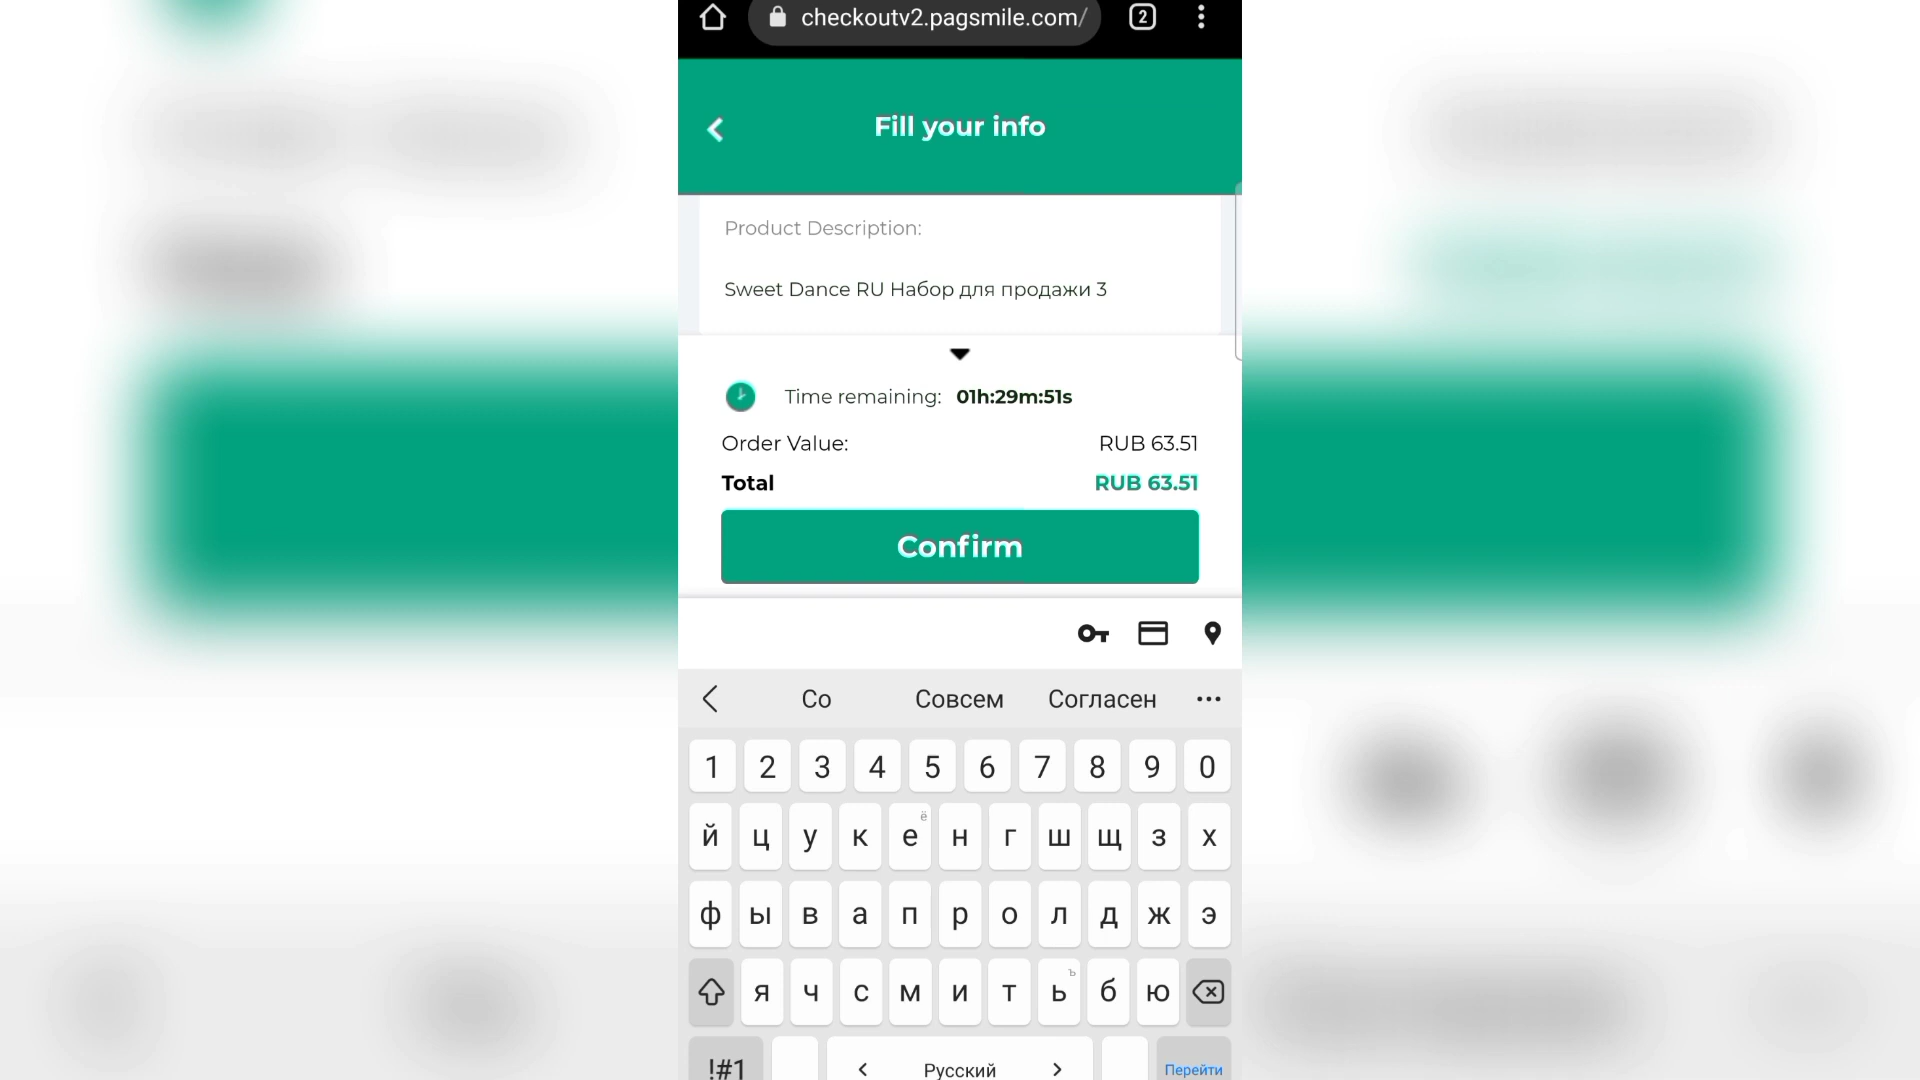 checkoutv2.pagsmile.com/
2
Fill your info
Product Description:
Sweet Dance RU Набор для продажи 3
Time remaining: 01h:29m:51s
Order Value: RUB 63.51
Total RUB 63.51
Confirm
Со Совсем Согласен
1 2 3 4 5 6 7 8 9 0
й ц у к е ё н г ш щ з х
ф ы в а п р о л д ж э
я ч с м и т ь ъ б ю
!#1 < Русский > Перейти